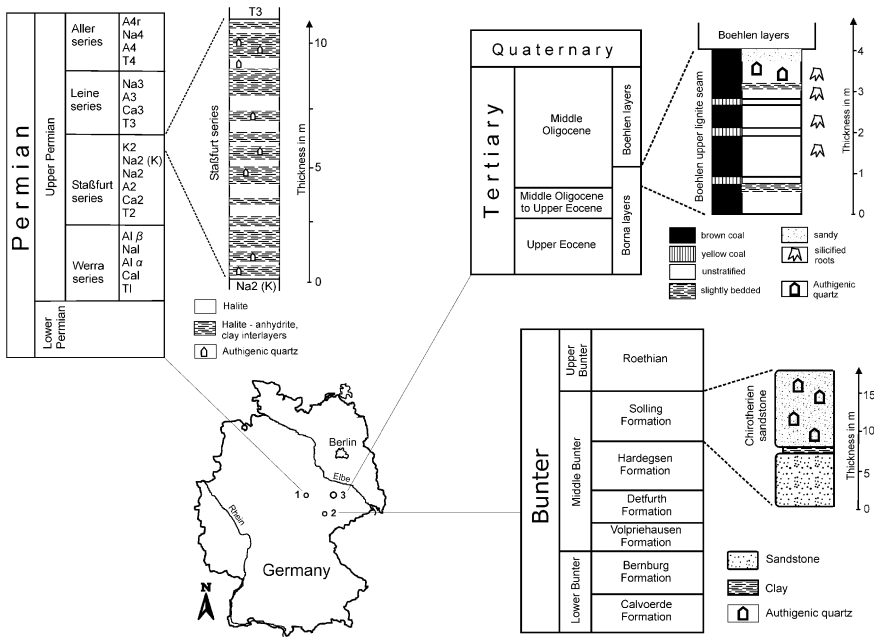 Permian
Upper Permian
Lower
Permian
Aller
series
A4r
Na4
A4
T4
Leine
series
Na3
A3
Ca3
T3
Staßfurt
series
K2
Na2 (K)
Na2
A2
Ca2
T2
Werra
series
Al β
Nal
Al α
Cal
Tl
T3
Staßfurt series
Na2 (K)
10
5
0
Thickness in m
Halite
Halite - anhydrite,
clay interlayers
Authigenic quartz
Quaternary
Tertiary
Middle
Oligocene
Middle Oligocene
to Upper Eocene
Upper Eocene
Boehlen layers
Borna layers
Boehlen layers
Boehlen upper lignite seam
4
3
2
1
0
Thickness in m
brown coal
yellow coal
unstratified
slightly bedded
sandy
silicified
roots
Authigenic
quartz
Bunter
Upper
Bunter
Middle Bunter
Lower Bunter
Roethian
Solling
Formation
Hardegsen
Formation
Detfurth
Formation
Volpriehausen
Formation
Bernburg
Formation
Calvoerde
Formation
Chirotherien
sandstone
15
10
5
0
Thickness in m
Sandstone
Clay
Authigenic quartz
Berlin
Elbe
1
3
2
Rhein
Germany
N